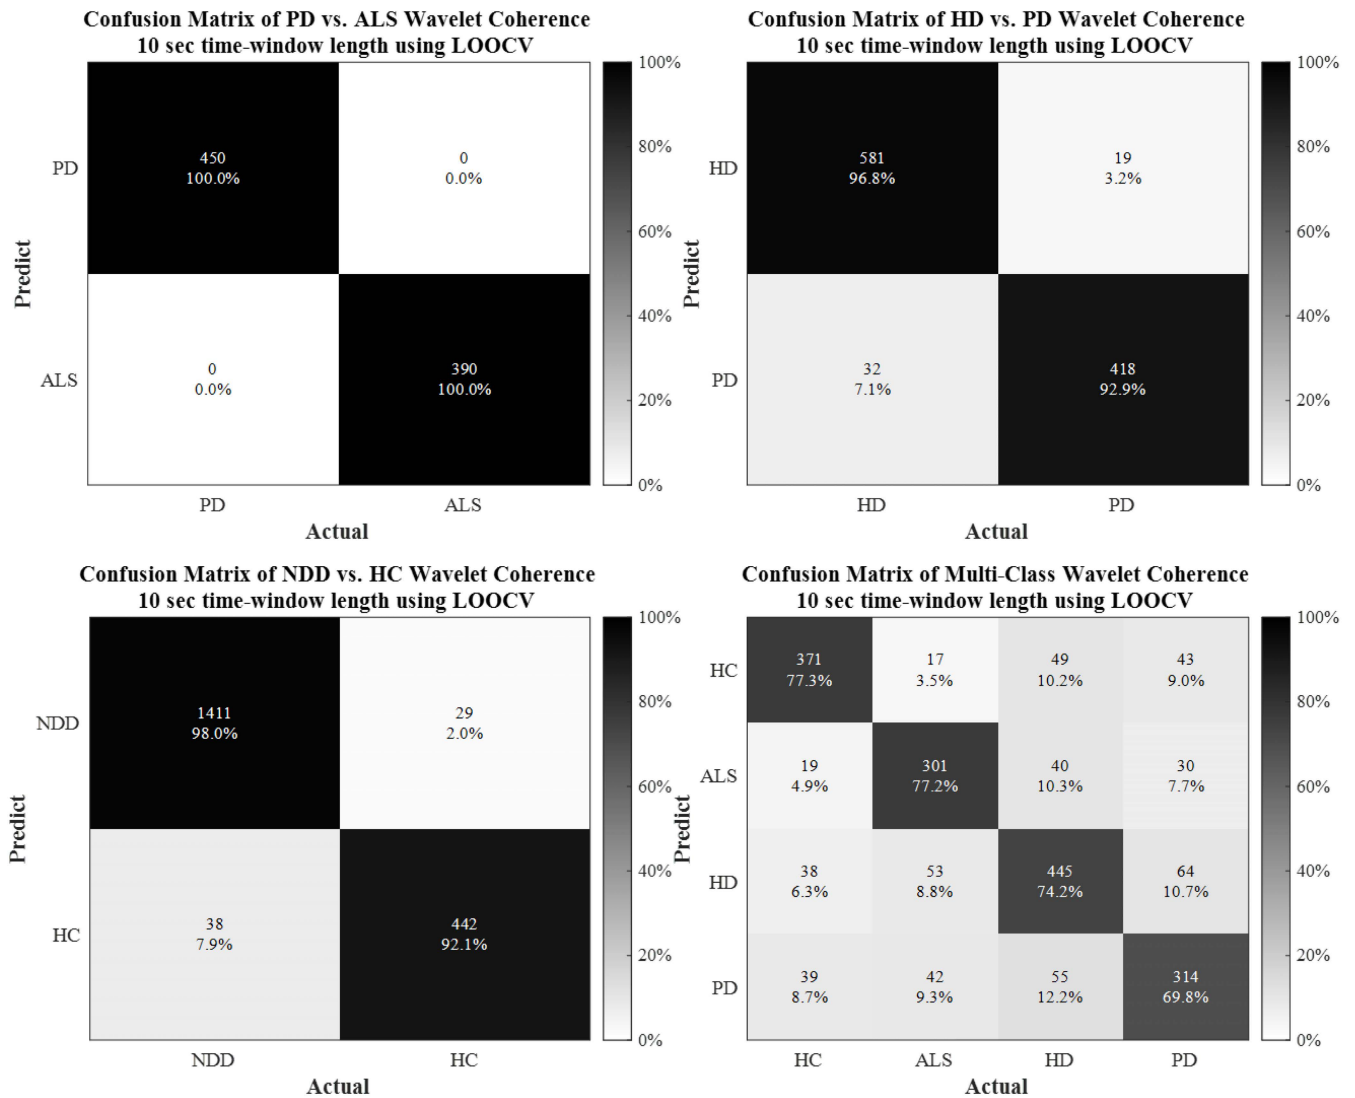 Confusion Matrix of PD vs. ALS Wavelet Coherence
10 sec time-window length using LOOCV
100%
80%
60%
40%
20%
0%
Predict
PD
450
100.0%
0
0.0%
ALS
0
0.0%
390
100.0%
PD
ALS
Actual
Confusion Matrix of HD vs. PD Wavelet Coherence
10 sec time-window length using LOOCV
100%
80%
60%
40%
20%
0%
Predict
HD
581
96.8%
19
3.2%
PD
32
7.1%
418
92.9%
HD
PD
Actual
Confusion Matrix of NDD vs. HC Wavelet Coherence
10 sec time-window length using LOOCV
100%
80%
60%
40%
20%
0%
Predict
NDD
1411
98.0%
29
2.0%
HC
38
7.9%
442
92.1%
NDD
HC
Actual
Confusion Matrix of Multi-Class Wavelet Coherence
10 sec time-window length using LOOCV
100%
80%
60%
40%
20%
0%
Predict
HC
371
77.3%
17
3.5%
49
10.2%
43
9.0%
ALS
19
4.9%
301
77.2%
40
10.3%
30
7.7%
HD
38
6.3%
53
8.8%
445
74.2%
64
10.7%
PD
39
8.7%
42
9.3%
55
12.2%
314
69.8%
HC
ALS
HD
PD
Actual